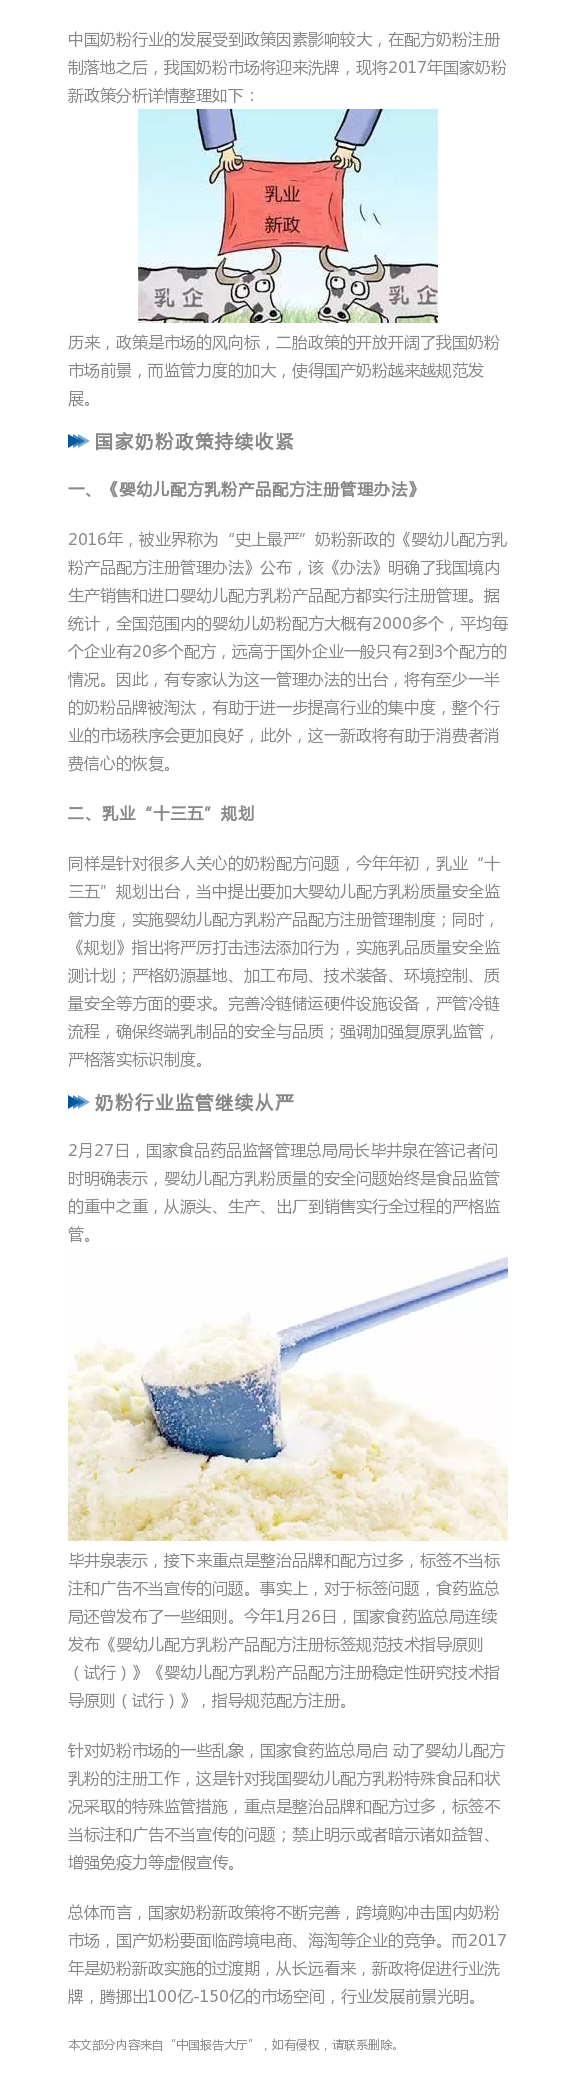 中国奶粉行业的发展受到政策因素影响较大，在配方奶粉注册
制落地之后，我国奶粉市场将迎来洗牌，现将2017年国家奶粉
新政策分析详情整理如下：
乳业
新政
乳企
乳企
历来，政策是市场的风向标，二胎政策的开放开阔了我国奶粉
市场前景，而监管力度的加大，使得国产奶粉越来越规范发
展。
国家奶粉政策持续收紧
一、《婴幼儿配方乳粉产品配方注册管理办法》
2016年，被业界称为“史上最严”奶粉新政的《婴幼儿配方乳
粉产品配方注册管理办法》公布，该《办法》明确了我国境内
生产销售和进口婴幼儿配方乳粉产品配方都实行注册管理。据
统计，全国范围内的婴幼儿奶粉配方大概有2000多个，平均每
个企业有20多个配方，远高于国外企业一般只有2到3个配方的
情况。因此，有专家认为这一管理办法的出台，将有至少一半
的奶粉品牌被淘汰，有助于进一步提高行业的集中度，整个行
业的市场秩序会更加良好，此外，这一新政将有助于消费者消
费信心的恢复。
二、乳业“十三五”规划
同样是针对很多人关心的奶粉配方问题，今年年初，乳业“十
三五”规划出台，当中提出要加大婴幼儿配方乳粉质量安全监
管力度，实施婴幼儿配方乳粉产品配方注册管理制度；同时，
《规划》指出将严厉打击违法添加行为，实施乳品质量安全监
测计划；严格奶源基地、加工布局、技术装备、环境控制、质
量安全等方面的要求。完善冷链储运硬件设施设备，严管冷链
流程，确保终端乳制品的安全与品质；强调加强复原乳监管，
严格落实标识制度。
奶粉行业监管继续从严
2月27日，国家食品药品监督管理总局局长毕井泉在答记者问
时明确表示，婴幼儿配方乳粉质量的安全问题始终是食品监管
的重中之重，从源头、生产、出厂到销售实行全过程的严格监
管。
毕井泉表示，接下来重点是整治品牌和配方过多，标签不当标
注和广告不当宣传的问题。事实上，对于标签问题，食药监总
局还曾发布了一些细则。今年1月26日，国家食药监总局连续
发布《婴幼儿配方乳粉产品配方注册标签规范技术指导原则
（试行）》《婴幼儿配方乳粉产品配方注册稳定性研究技术指
导原则（试行）》，指导规范配方注册。
针对奶粉市场的一些乱象，国家食药监总局启 动了婴幼儿配方
乳粉的注册工作，这是针对我国婴幼儿配方乳粉特殊食品和状
况采取的特殊监管措施，重点是整治品牌和配方过多，标签不
当标注和广告不当宣传的问题；禁止明示或者暗示诸如益智、
增强免疫力等虚假宣传。
总体而言，国家奶粉新政策将不断完善，跨境购冲击国内奶粉
市场，国产奶粉要面临跨境电商、海淘等企业的竞争。而2017
年是奶粉新政实施的过渡期，从长远看来，新政将促进行业洗
牌，腾挪出100亿-150亿的市场空间，行业发展前景光明。
本文部分内容来自“中国报告大厅”，如有侵权，请联系删除。